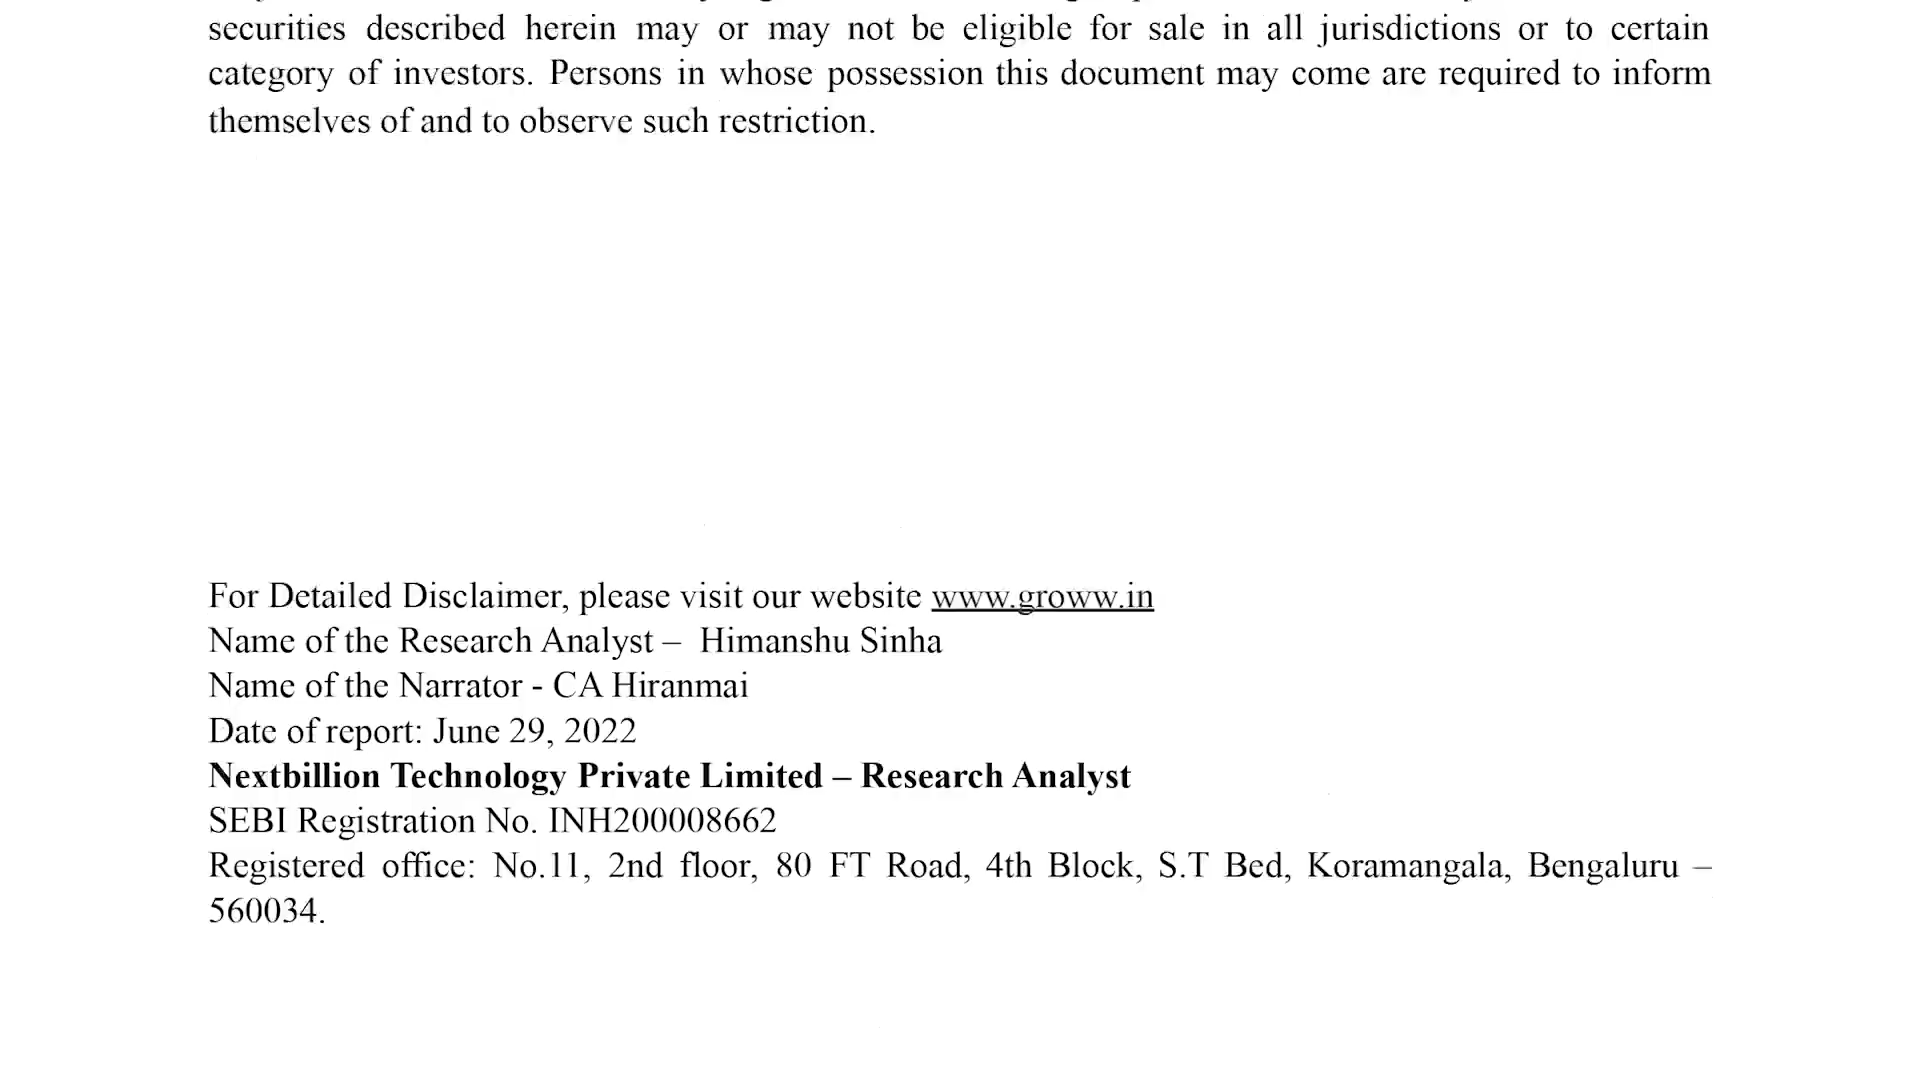 securities described herein may or may not be eligible for sale in all jurisdictions or to certain
category of investors. Persons in whose possession this document may come are required to inform
themselves of and to observe such restriction.
For Detailed Disclaimer, please visit our website www.groww.in
Name of the Research Analyst – Himanshu Sinha
Name of the Narrator - CA Hiranmai
Date of report: June 29, 2022
Nextbillion Technology Private Limited – Research Analyst
SEBI Registration No. INH200008662
Registered office: No.11, 2nd floor, 80 FT Road, 4th Block, S.T Bed, Koramangala, Bengaluru –
560034.